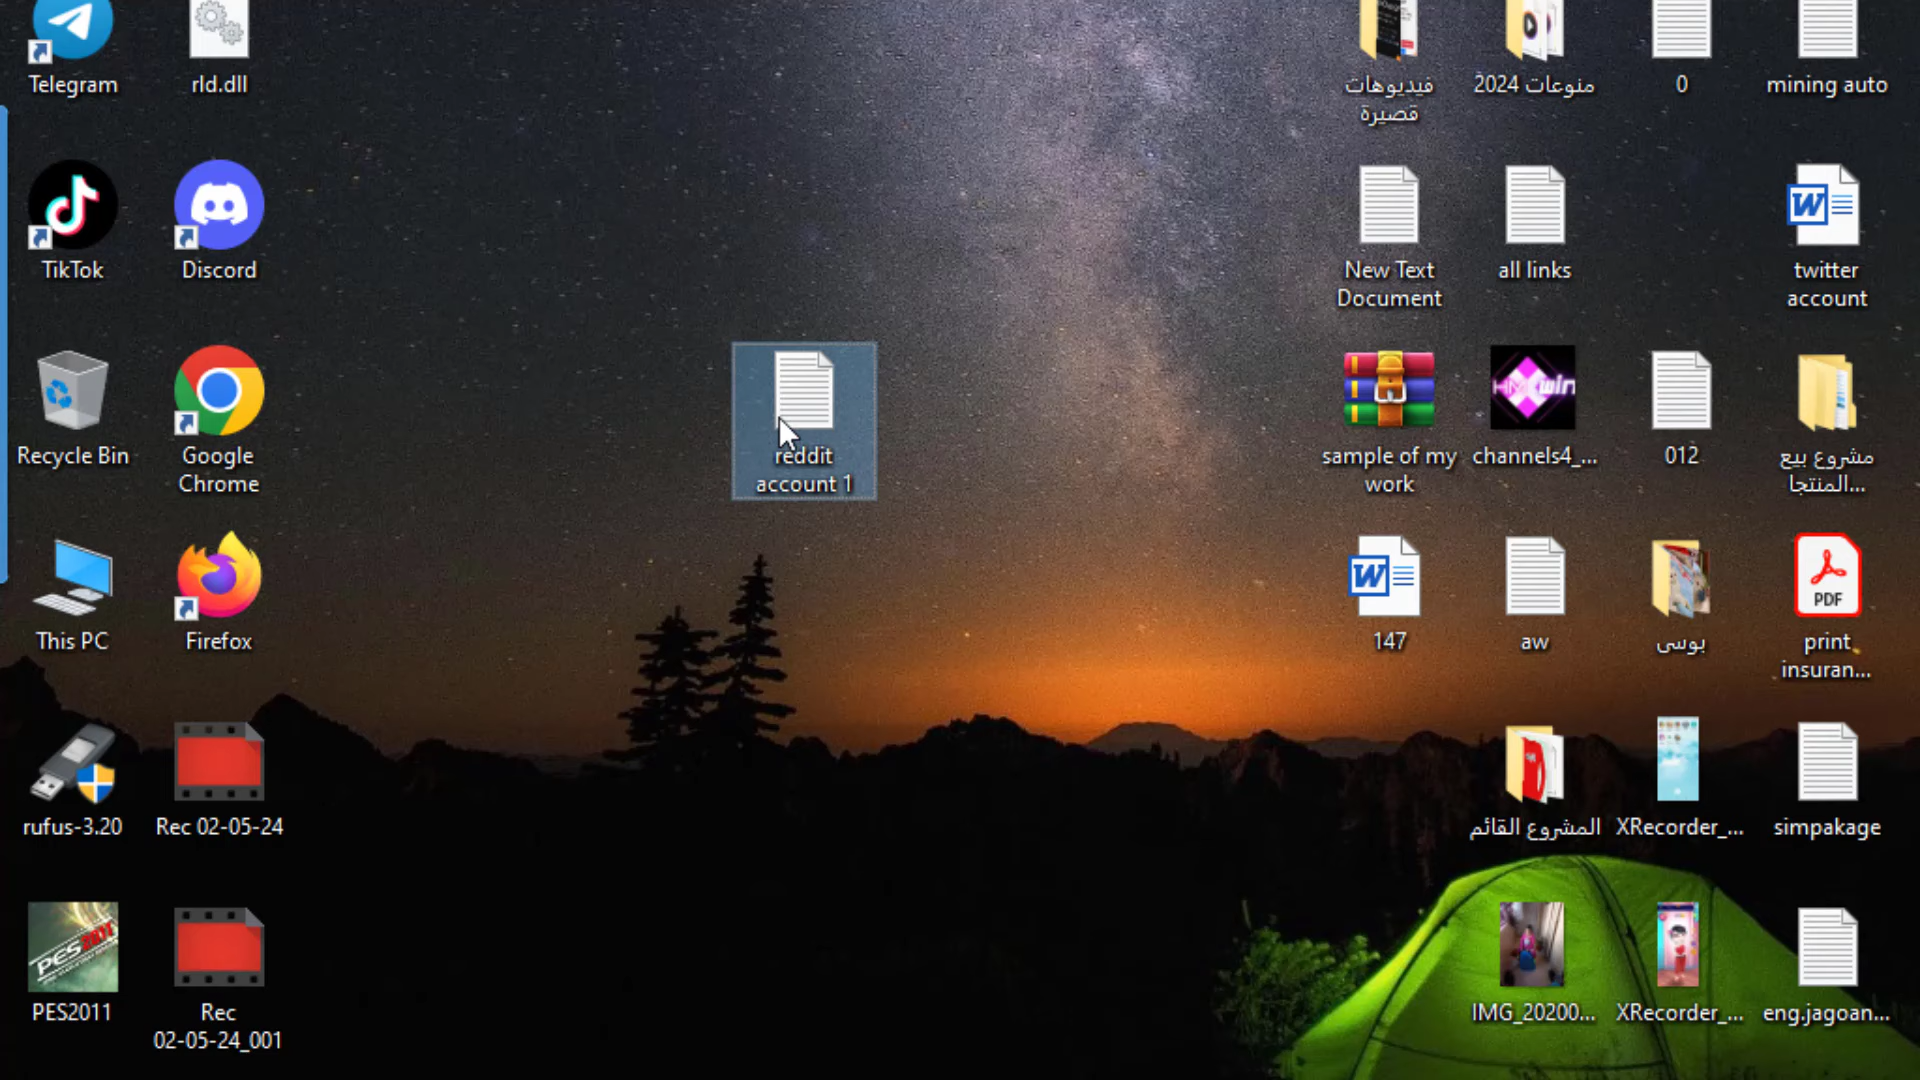 Telegram
rld.dll
فيديوهات
قصيرة
منوعات 2024
0
mining auto
TikTok
Discord
New Text
Document
all links
twitter
account
Recycle Bin
Google
Chrome
reddit
account 1
sample of my
work
channels4_...
012
مشروع بيع
المنتجا...
This PC
Firefox
147
aw
بوسى
PDF
print
insuran...
rufus-3.20
Rec 02-05-24
المشروع القائم
XRecorder_...
simpakage
PES2011
PES2011
Rec
02-05-24_001
IMG_20200...
XRecorder_...
eng.jagoan...